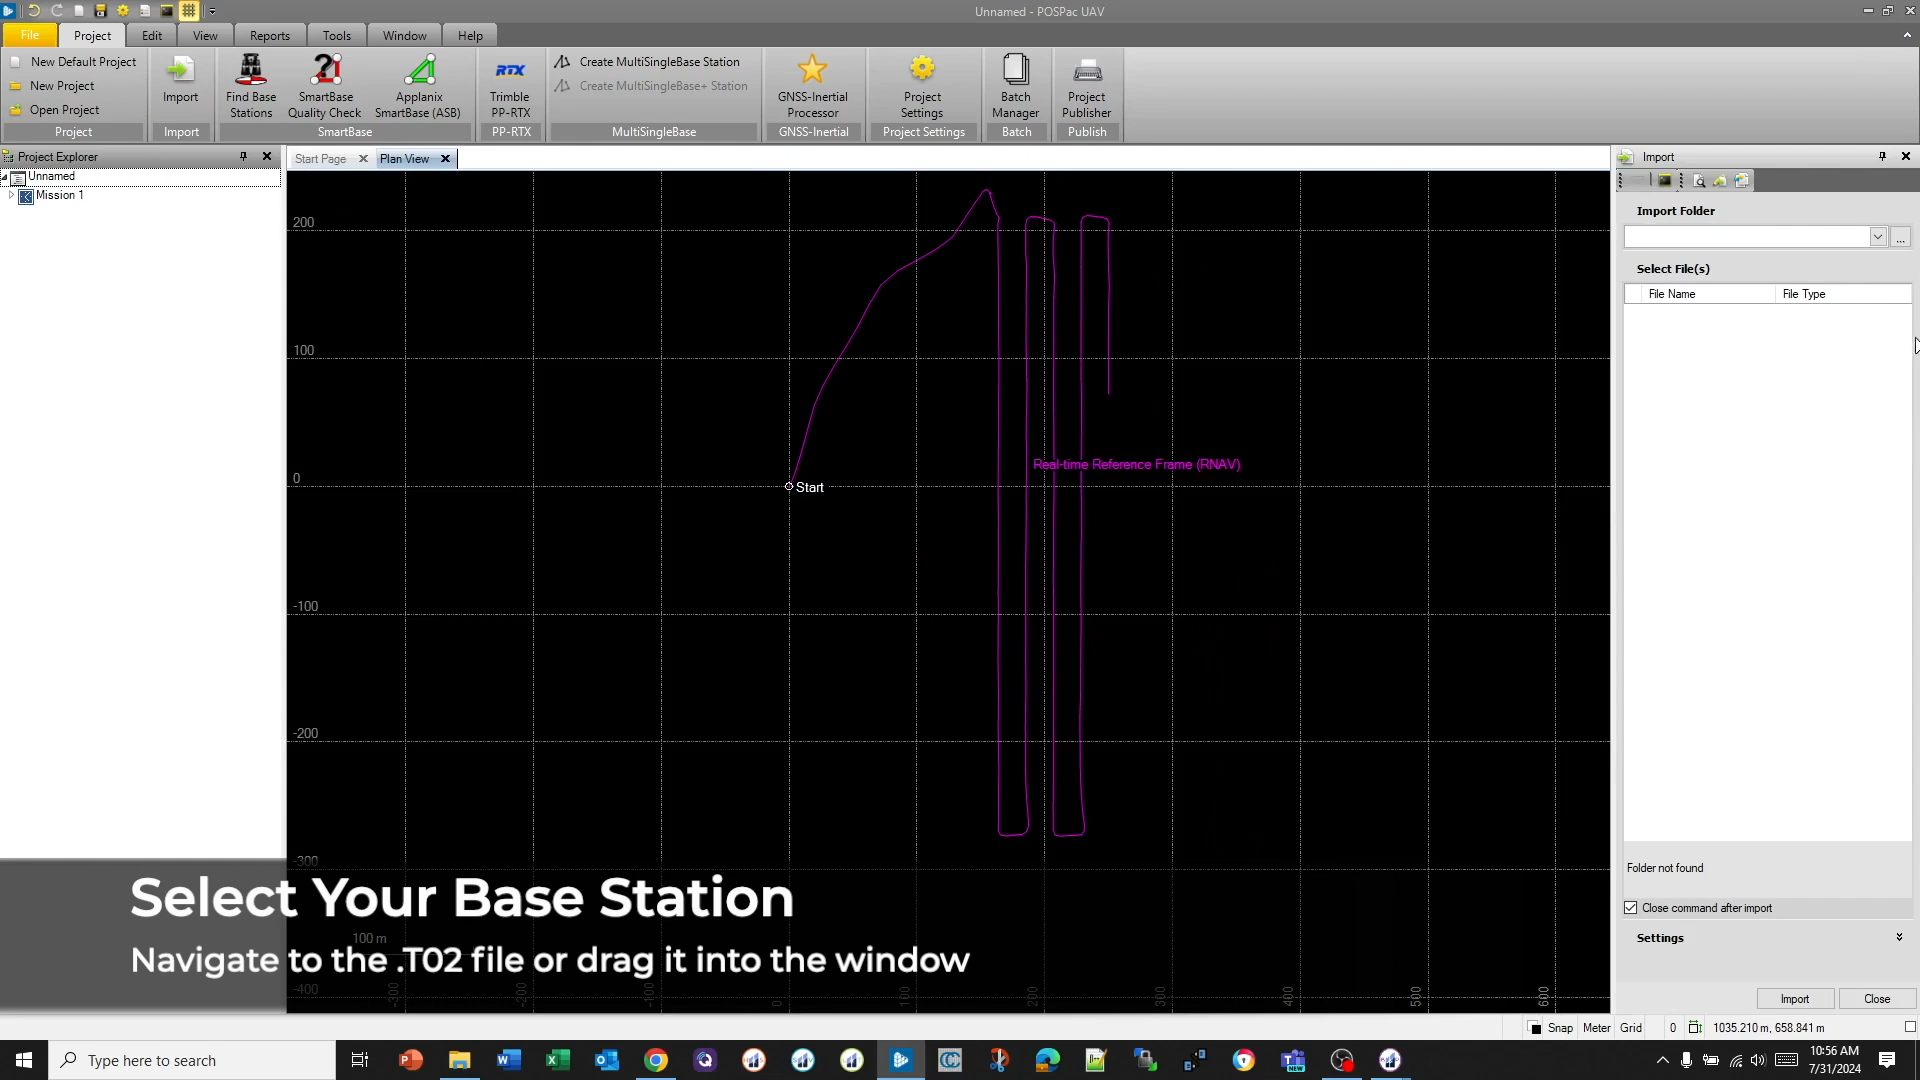 Unnamed - POSPac UAV
File Project Edit View Reports Tools Window Help
New Default Project
New Project
Open Project
Project
Import
Import
Find Base Stations
SmartBase Quality Check
Applanix SmartBase (ASB)
SmartBase
RTX
Trimble PP-RTX
PP-RTX
Create MultiSingleBase Station
Create MultiSingleBase+ Station
MultiSingleBase
GNSS-Inertial Processor
GNSS-Inertial
Project Settings
Project Settings
Batch Manager
Batch
Project Publisher
Publish
Project Explorer
Unnamed
Mission 1
Start Page
Plan View
200
100
0
-100
-200
-300
-400
Start
Real-time Reference Frame (RNAV)
100 m
-300 -200 -100 0 100 200 300 400 500 600
Import
Import Folder
...
Select File(s)
File Name File Type
Folder not found
Close command after import
Settings
Import Close
Select Your Base Station
Navigate to the .T02 file or drag it into the window
Snap Meter Grid 0 1035.210 m, 658.841 m
Type here to search
10:56 AM
7/31/2024